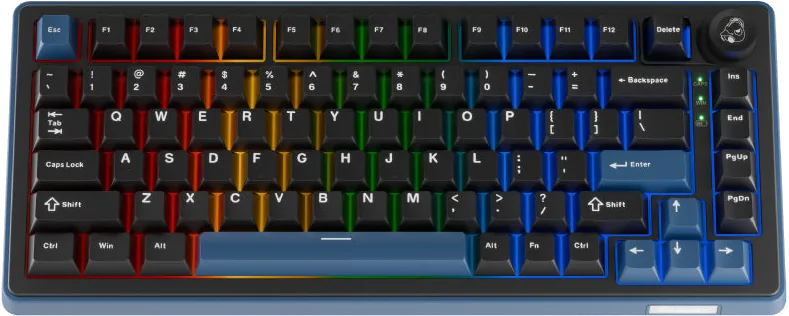 Esc F1 F2 F3 F4 F5 F6 F7 F8 F9 F10 F11 F12 Delete
~ ! @ # $ % ^ & * ( ) _ +
` 1 2 3 4 5 6 7 8 9 0 - = ← Backspace Ins
CAPS
WIN
Tab Q W E R T Y U I O P { } | End
[ ] \
Caps Lock A S D F G H J K L : " Enter PgUp
; '
Shift Z X C V B N M < > ? Shift ↑ PgDn
, . /
Ctrl Win Alt Alt Fn Ctrl ← ↓ →